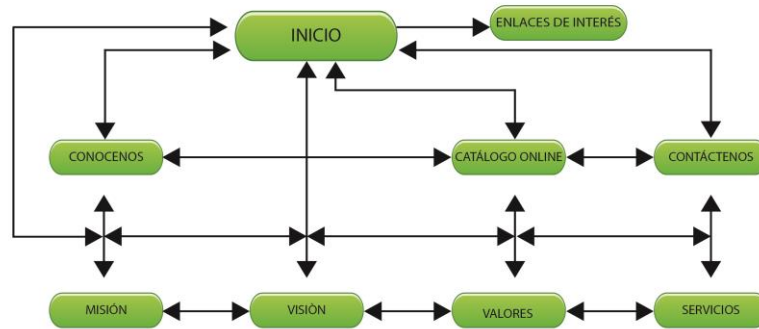 INICIO
ENLACES DE INTERÉS
CONOCENOS
CATÁLOGO ONLINE
CONTÁCTENOS
MISIÓN
VISIÒN
VALORES
SERVICIOS